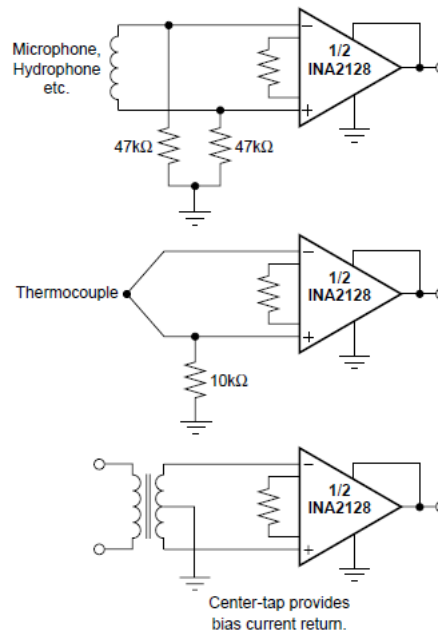 Microphone,
Hydrophone
etc.
−
1/2
INA2128
+
47kΩ
47kΩ
−
1/2
INA2128
+
Thermocouple
10kΩ
−
1/2
INA2128
+
Center-tap provides
bias current return.